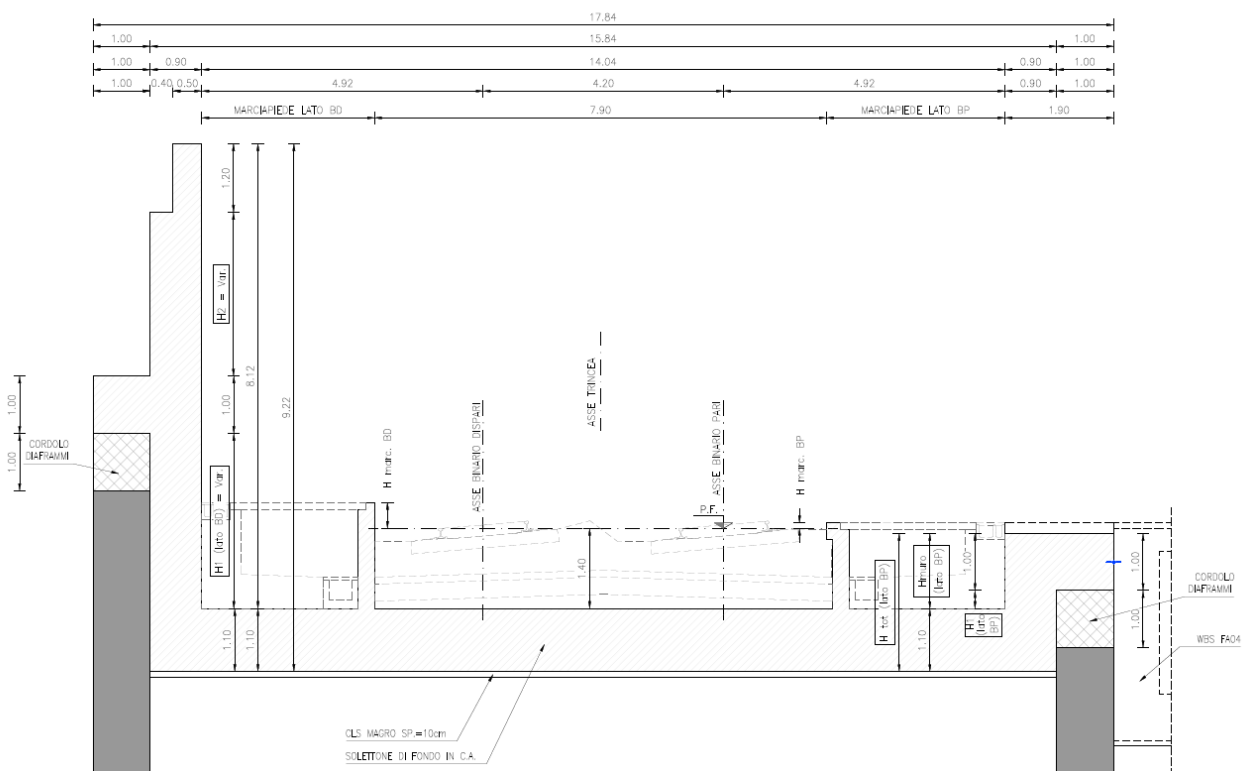 17.84
1.00 15.84 1.00
1.00 0.90 14.04 0.90 1.00
1.00 0.40 0.50 4.92 4.20 4.92 0.90 1.00
MARCIAPIEDE LATO BD 7.90 MARCIAPIEDE LATO BP 1.90
1.20
H2 = Var.
8.12
9.22
1.00
1.00
1.00
CORDOLO
DIAFRAMMI
H1 (lato BD) = Var.
1.10
1.10
H marc. BD
ASSE BINARIO DISPARI
ASSE TRINCEA
ASSE BINARIO PARI
H marc. BP
P.F.
1.40
H tot (lato BP)
Hmuro
(lato BP)
1.00
H1
(lato
BP)
1.10
1.00
1.00
CORDOLO
DIAFRAMMI
WBS FA04
CLS MAGRO SP.=10cm
SOLETTONE DI FONDO IN C.A.